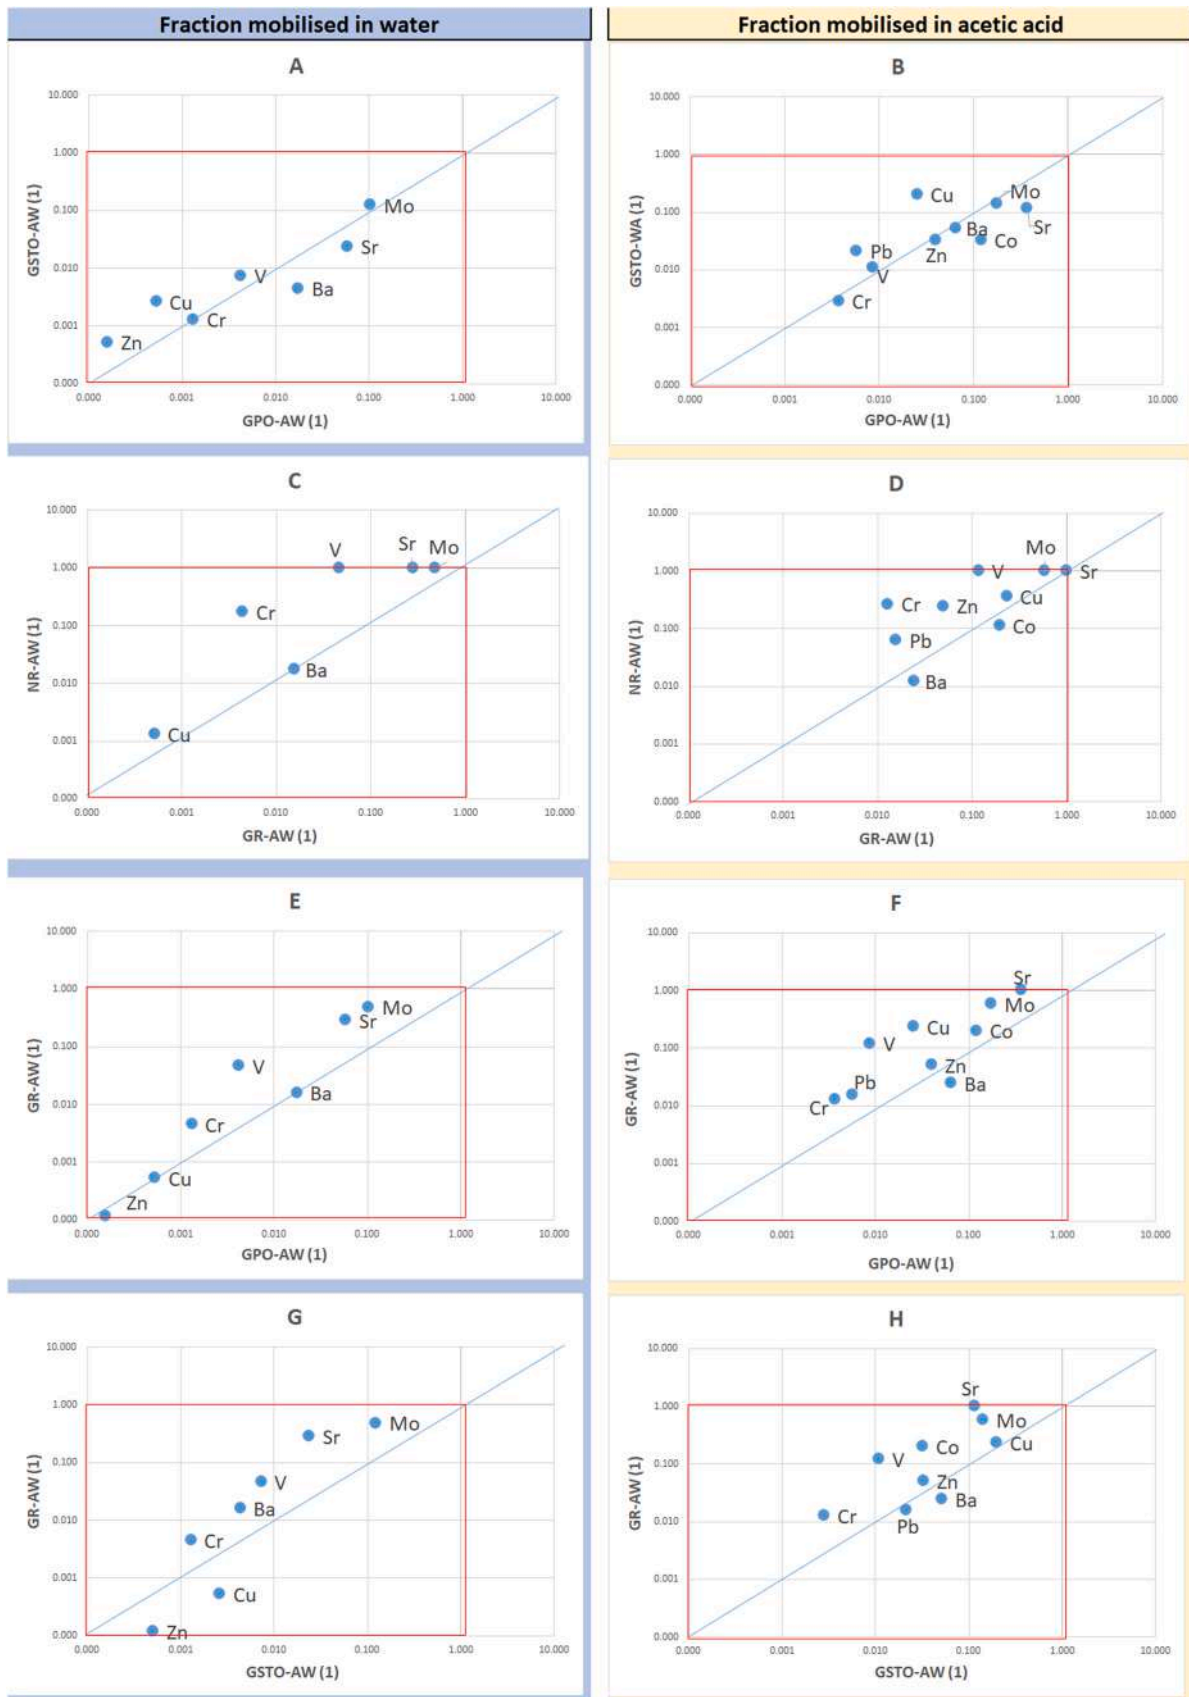 Fraction mobilised in water
Fraction mobilised in acetic acid
A
10.000
1.000
0.100
0.010
0.001
0.000
GSTO-AW (1)
Mo
Sr
V
Ba
Cu
Cr
Zn
0.000 0.001 0.010 0.100 1.000 10.000
GPO-AW (1)
B
10.000
1.000
0.100
0.010
0.001
0.000
GSTO-WA (1)
Cu
Mo
Sr
Ba
Co
Zn
Pb
V
Cr
0.000 0.001 0.010 0.100 1.000 10.000
GPO-AW (1)
C
10.000
1.000
0.100
0.010
0.001
0.000
NR-AW (1)
V
Sr
Mo
Cr
Ba
Cu
0.000 0.001 0.010 0.100 1.000 10.000
GR-AW (1)
D
10.000
1.000
0.100
0.010
0.001
0.000
NR-AW (1)
Mo
V
Sr
Cr
Zn
Cu
Co
Pb
Ba
0.000 0.001 0.010 0.100 1.000 10.000
GR-AW (1)
E
10.000
1.000
0.100
0.010
0.001
0.000
GR-AW (1)
Mo
Sr
V
Ba
Cr
Cu
Zn
0.000 0.001 0.010 0.100 1.000 10.000
GPO-AW (1)
F
10.000
1.000
0.100
0.010
0.001
0.000
GR-AW (1)
Sr
Mo
Cu
Co
V
Zn
Ba
Pb
Cr
0.000 0.001 0.010 0.100 1.000 10.000
GPO-AW (1)
G
10.000
1.000
0.100
0.010
0.001
0.000
GR-AW (1)
Mo
Sr
V
Ba
Cr
Cu
Zn
0.000 0.001 0.010 0.100 1.000 10.000
GSTO-AW (1)
H
10.000
1.000
0.100
0.010
0.001
0.000
GR-AW (1)
Sr
Mo
Cu
Co
V
Zn
Ba
Pb
Cr
0.000 0.001 0.010 0.100 1.000 10.000
GSTO-AW (1)